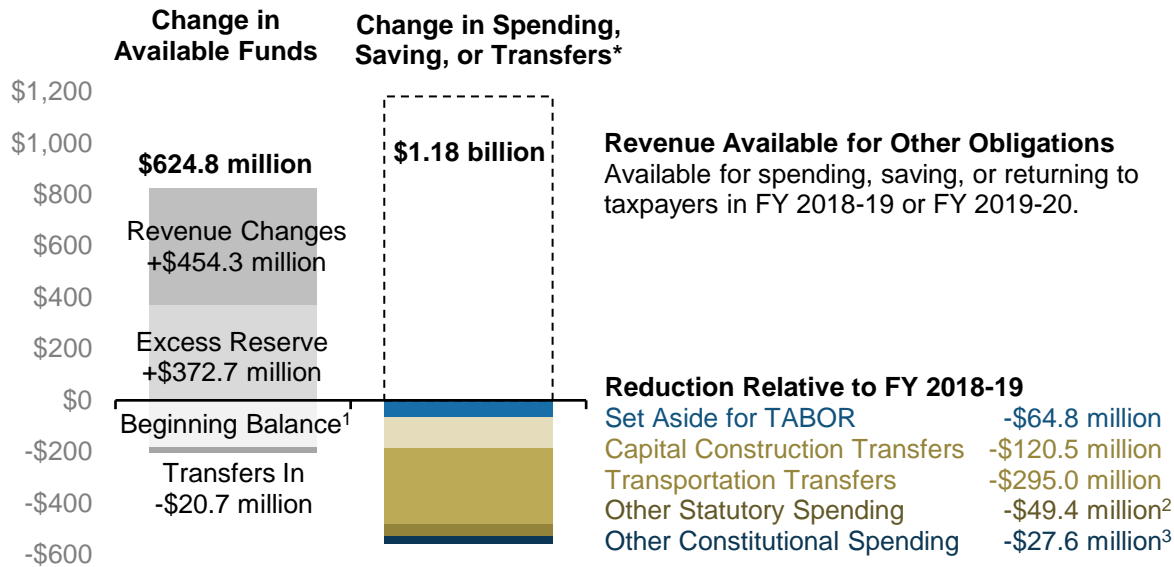 Change in
Available Funds
Change in Spending,
Saving, or Transfers*
$1,200
$1,000
$800
$600
$400
$200
$0
-$200
-$400
-$600
$624.8 million
Revenue Changes
+$454.3 million
Excess Reserve
+$372.7 million
Beginning Balance¹
Transfers In
-$20.7 million
$1.18 billion
Revenue Available for Other Obligations
Available for spending, saving, or returning to
taxpayers in FY 2018-19 or FY 2019-20.
Reduction Relative to FY 2018-19
Set Aside for TABOR -$64.8 million
Capital Construction Transfers -$120.5 million
Transportation Transfers -$295.0 million
Other Statutory Spending -$49.4 million²
Other Constitutional Spending -$27.6 million³